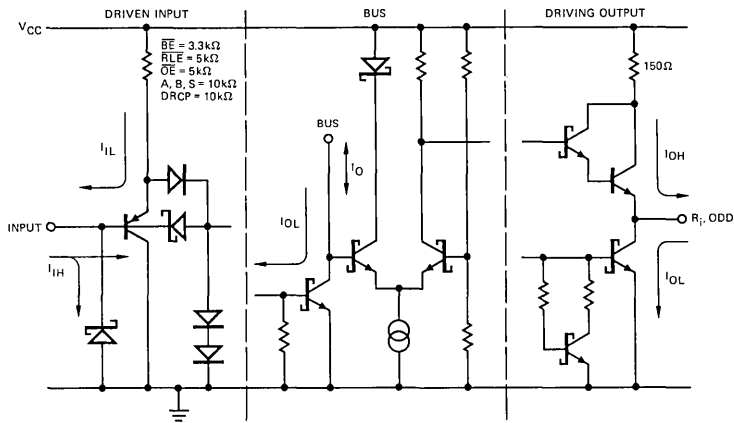 DRIVEN INPUT
BUS
DRIVING OUTPUT
VCC
BE = 3.3kΩ
RLE = 5kΩ
OE = 5kΩ
A, B, S = 10kΩ
DRCP = 10kΩ
150Ω
BUS
IIL
IO
IOH
INPUT
IOL
Ri, ODD
IIH
IOL